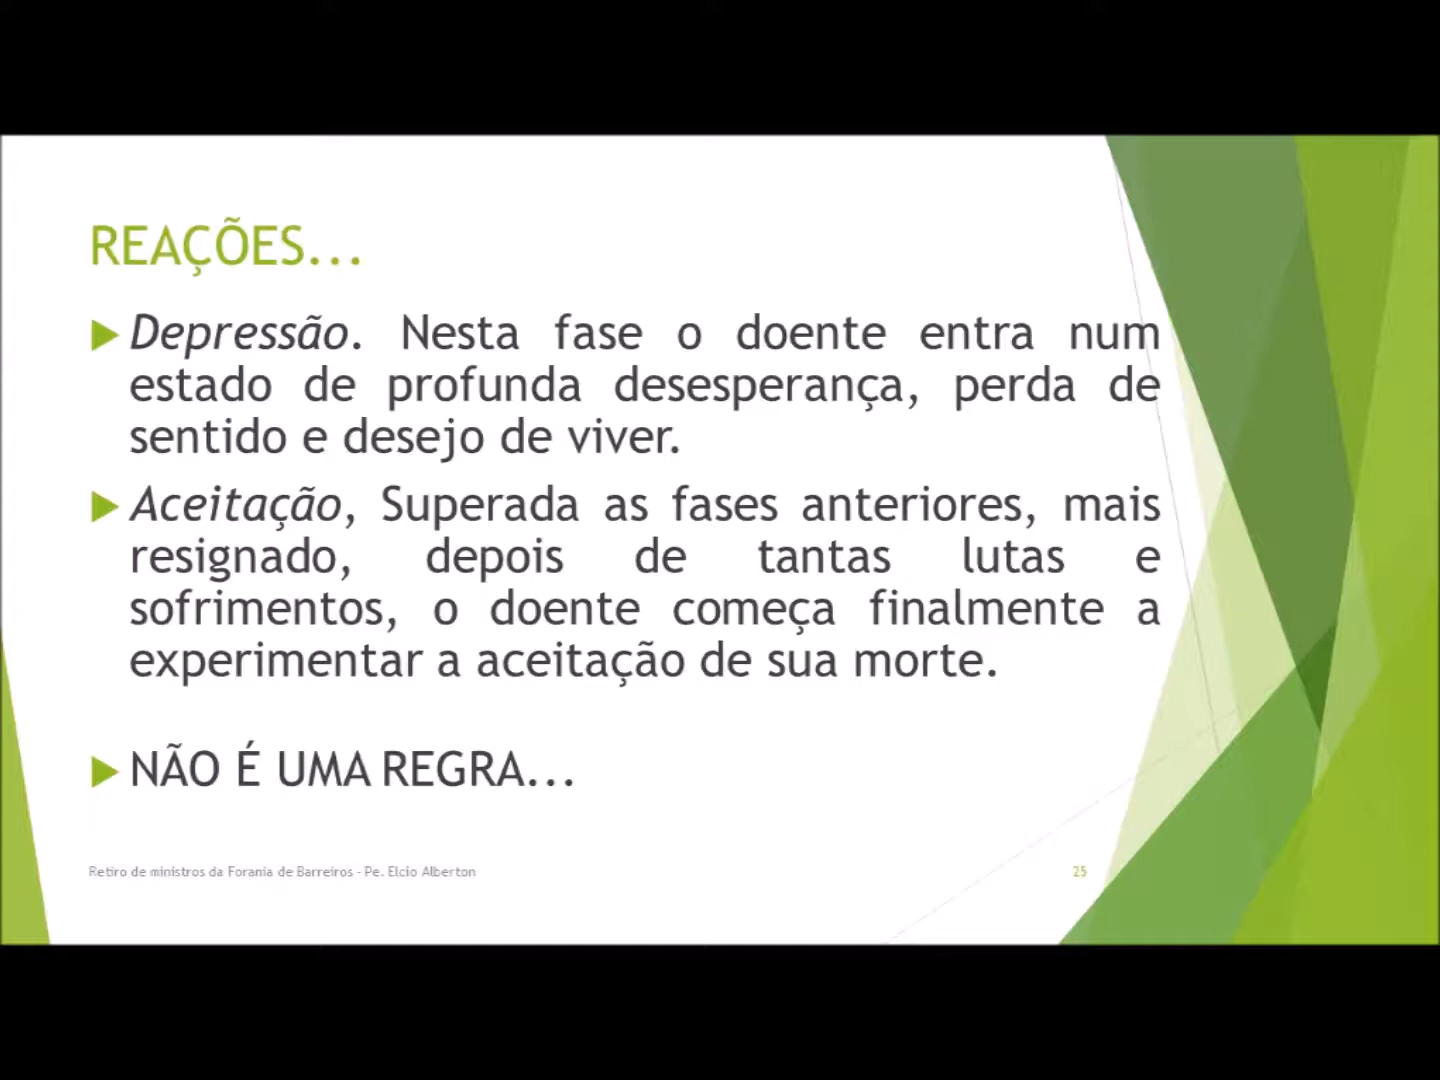 REAÇÕES...
Depressão. Nesta fase o doente entra num
estado de profunda desesperança, perda de
sentido e desejo de viver.
Aceitação, Superada as fases anteriores, mais
resignado, depois de tantas lutas e
sofrimentos, o doente começa finalmente a
experimentar a aceitação de sua morte.
NÃO É UMA REGRA...
Retiro de ministros da Forania de Barreiros - Pe. Elcio Alberton
25